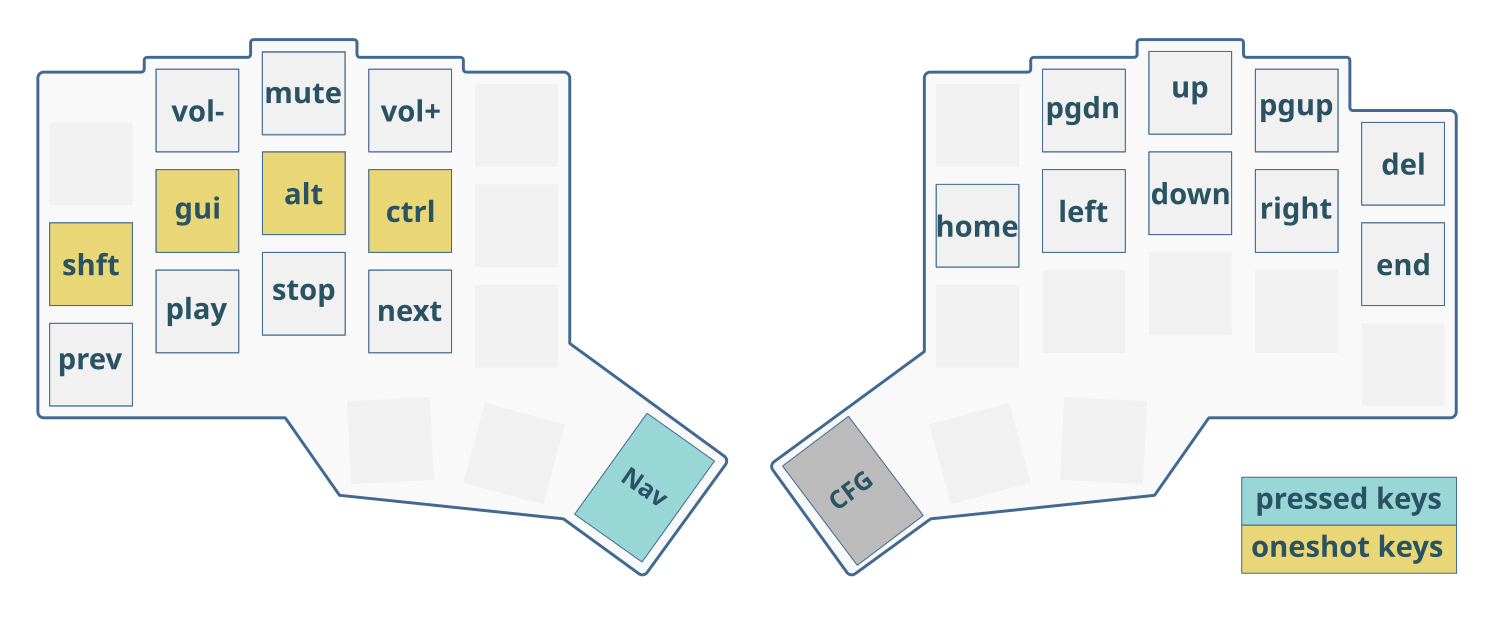 vol-
mute
vol+
shft
gui
alt
ctrl
prev
play
stop
next
Nav
pgdn
up
pgup
del
home
left
down
right
end
CFG
pressed keys
oneshot keys